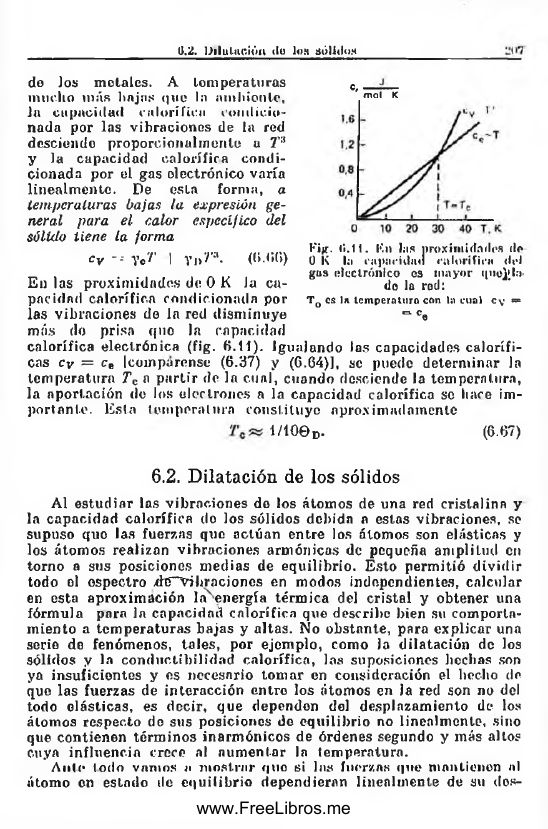 6.2. Dilatación de los sólidos 207
de los metales. A temperaturas
mucho más bajas que la ambiente,
la capacidad calorífica condicio-
nada por las vibraciones de la red
desciende proporcionalmente a T³
y la capacidad calorífica condi-
cionada por el gas electrónico varía
linealmente. De esta forma, a
temperaturas bajas la expresión ge-
neral para el calor específico del
sólido tiene la forma
c_V = γ_e T + γ_D T³. (6.66)
En las proximidades de 0 K la ca-
pacidad calorífica condicionada por
las vibraciones de la red disminuye
más de prisa que la capacidad
c, J / mol K
1,6
1,2
0,8
0,4
c_V ~ T³
c_e ~ T
T = T_c
0 10 20 30 40 T, K
Fig. 6.11. En las proximidades de
0 K la capacidad calorífica del
gas electrónico es mayor que la
de la red:
T_c es la temperatura con la cual c_V =
= c_e
calorífica electrónica (fig. 6.11). Igualando las capacidades calorífi-
cas c_V = c_e [compárense (6.37) y (6.64)], se puede determinar la
temperatura T_c a partir de la cual, cuando desciende la temperatura,
la aportación de los electrones a la capacidad calorífica se hace im-
portante. Esta temperatura constituye aproximadamente
T_c ≈ 1/10Θ_D. (6.67)
6.2. Dilatación de los sólidos
Al estudiar las vibraciones de los átomos de una red cristalina y
la capacidad calorífica de los sólidos debida a estas vibraciones, se
supuso que las fuerzas que actúan entre los átomos son elásticas y
los átomos realizan vibraciones armónicas de pequeña amplitud en
torno a sus posiciones medias de equilibrio. Esto permitió dividir
todo el espectro de vibraciones en modos independientes, calcular
en esta aproximación la energía térmica del cristal y obtener una
fórmula para la capacidad calorífica que describe bien su comporta-
miento a temperaturas bajas y altas. No obstante, para explicar una
serie de fenómenos, tales, por ejemplo, como la dilatación de los
sólidos y la conductibilidad calorífica, las suposiciones hechas son
ya insuficientes y es necesario tomar en consideración el hecho de
que las fuerzas de interacción entre los átomos en la red son no del
todo elásticas, es decir, que dependen del desplazamiento de los
átomos respecto de sus posiciones de equilibrio no linealmente, sino
que contienen términos inarmónicos de órdenes segundo y más altos
cuya influencia crece al aumentar la temperatura.
Ante todo vamos a mostrar que si las fuerzas que mantienen al
átomo en estado de equilibrio dependieran linealmente de su des-
www.FreeLibros.me